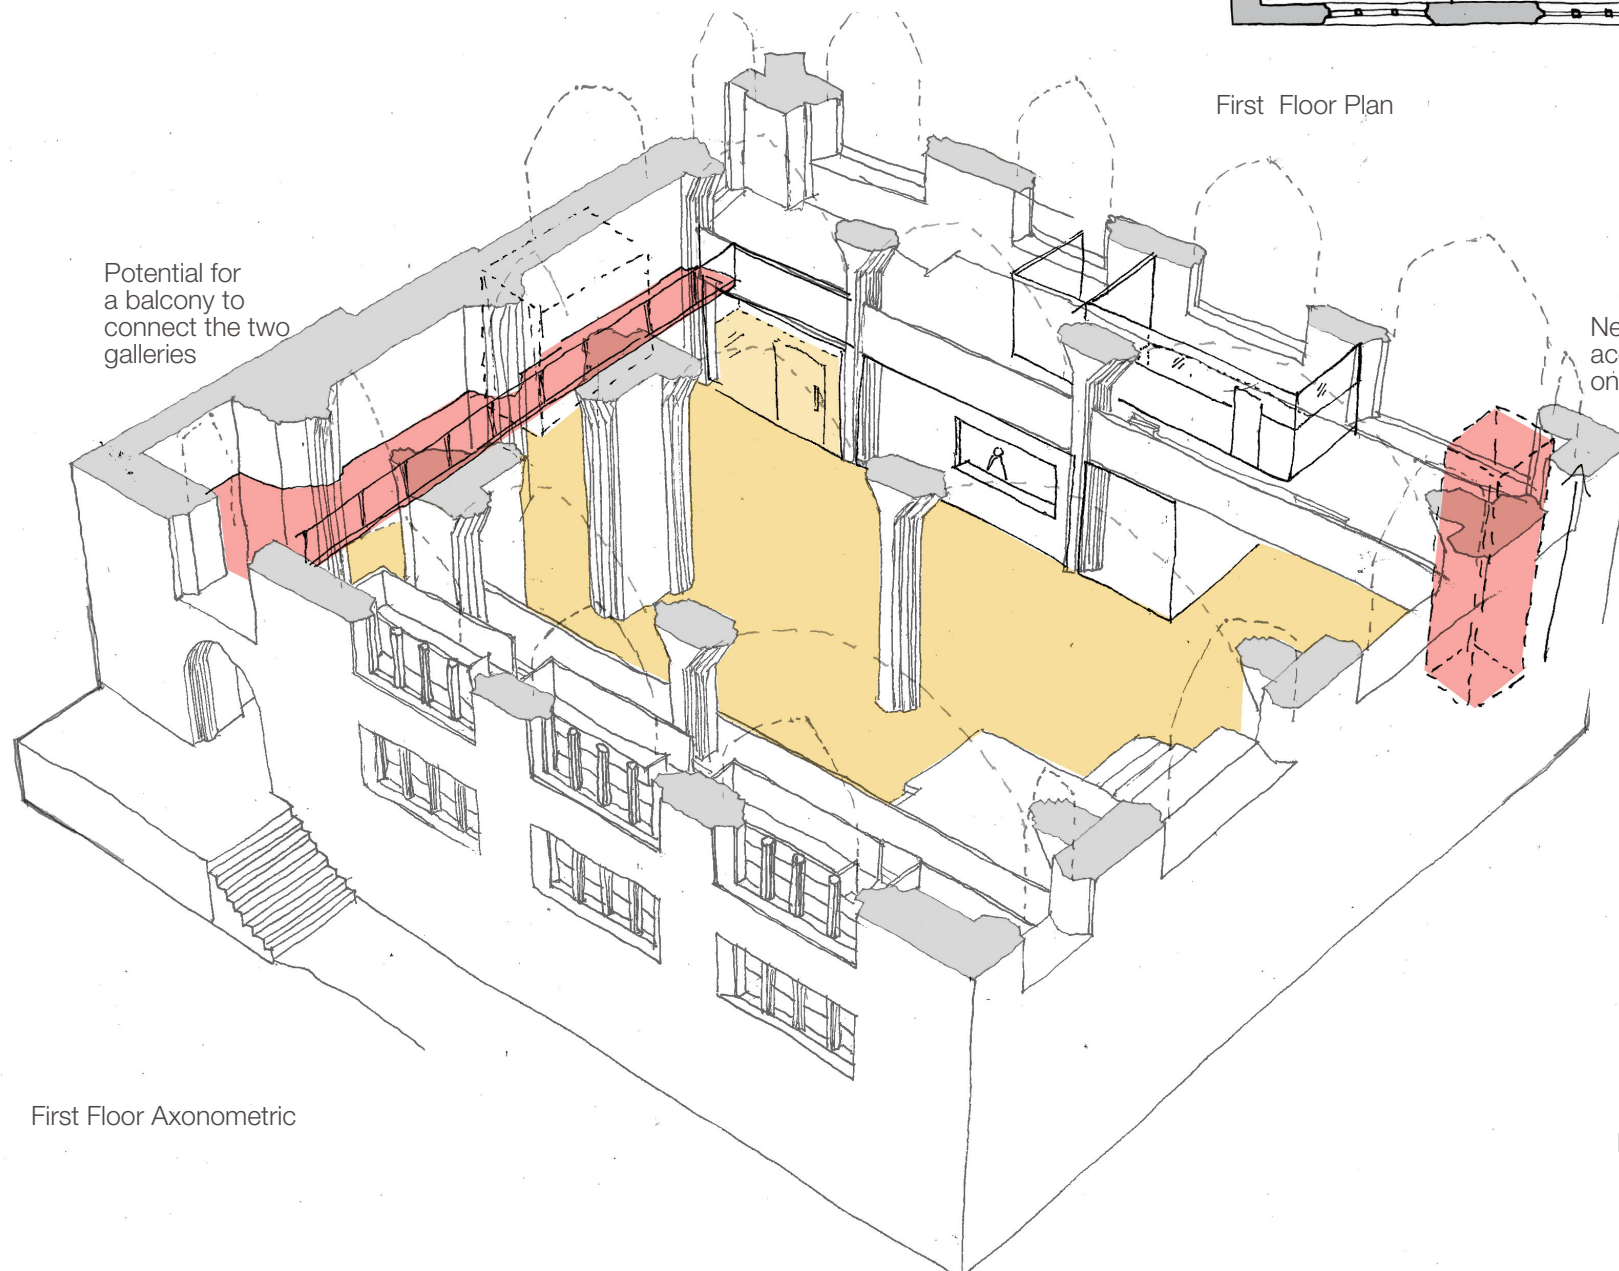 First Floor Plan
Potential for
a balcony to
connect the two
galleries
First Floor Axonometric